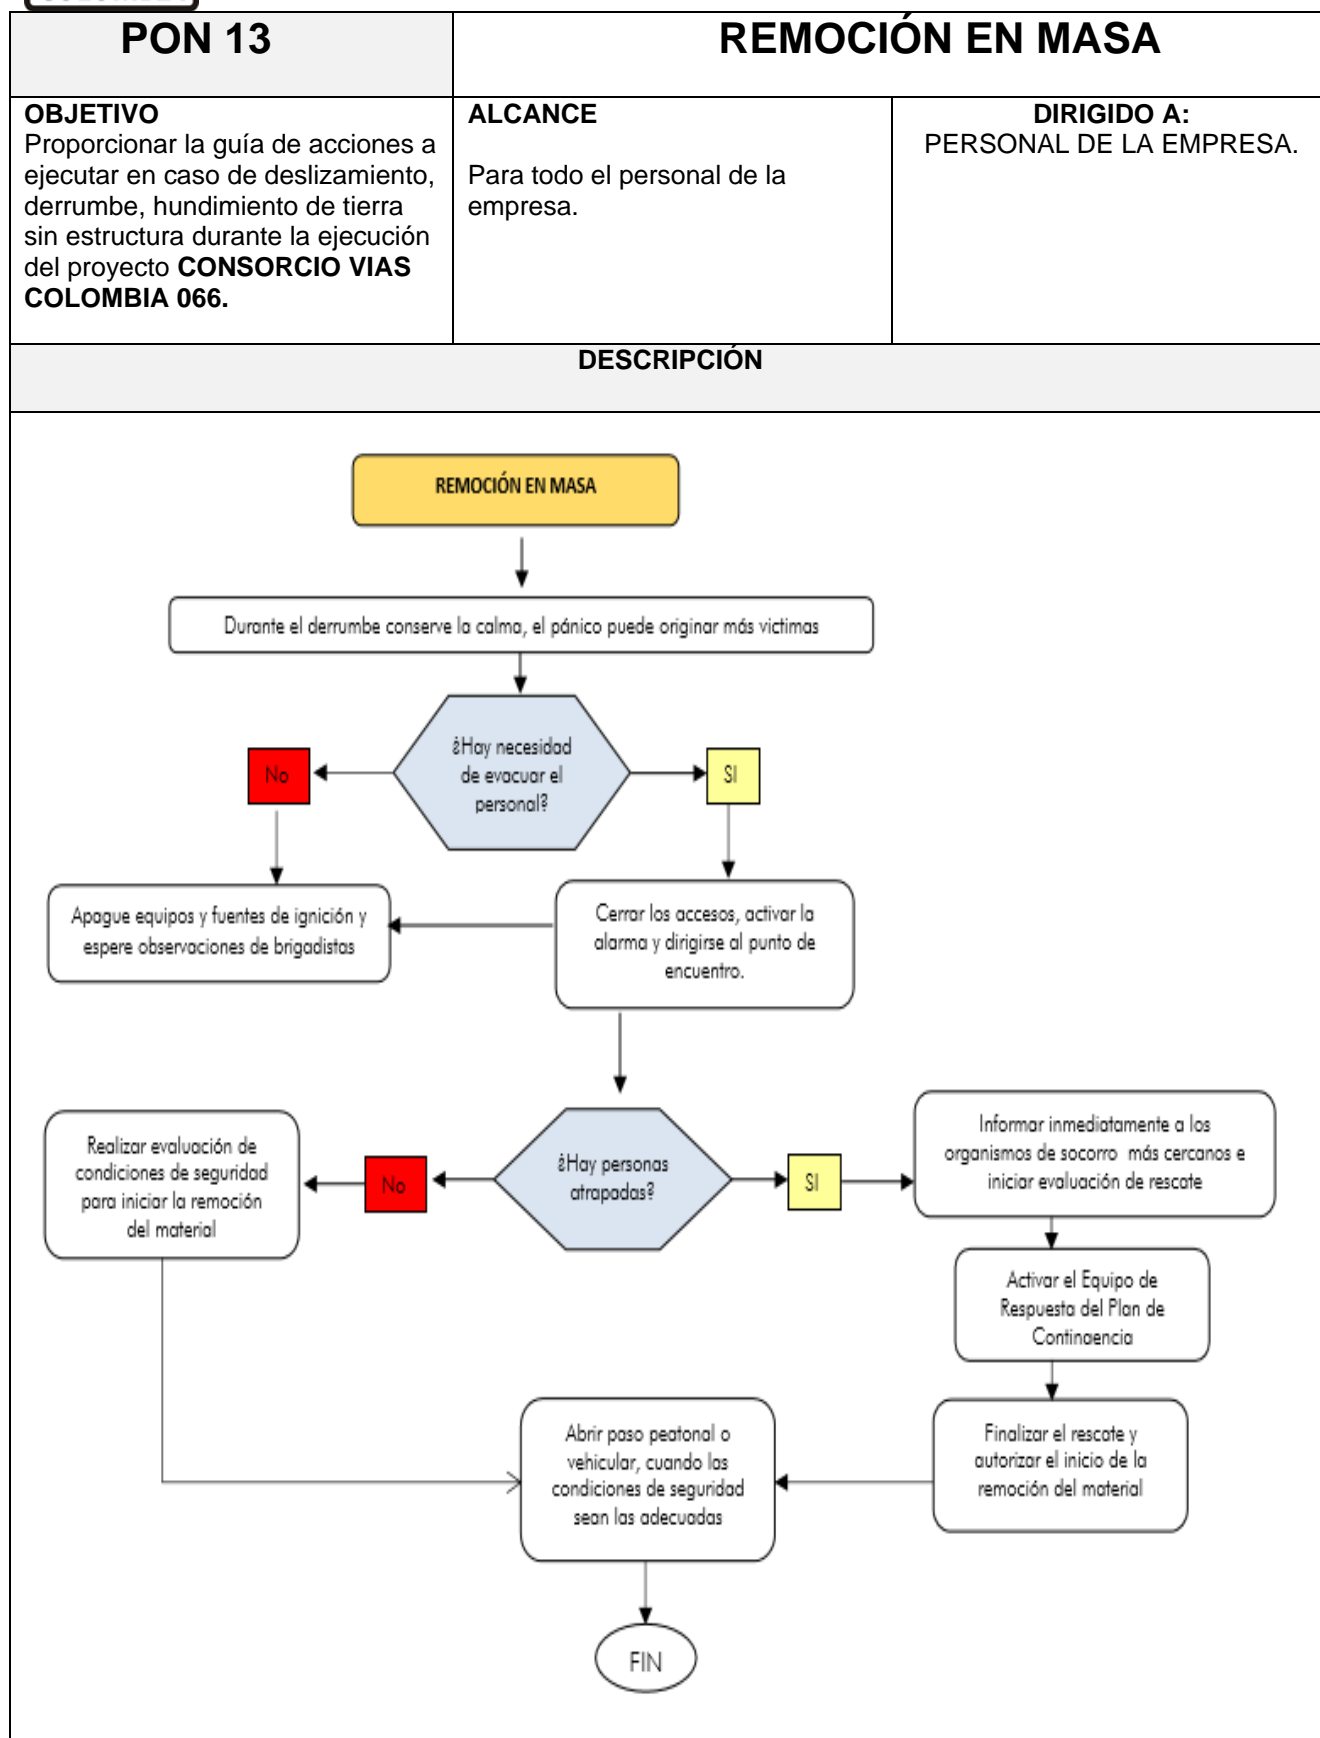 PON 13
REMOCIÓN EN MASA
OBJETIVO
Proporcionar la guía de acciones a
ejecutar en caso de deslizamiento,
derrumbe, hundimiento de tierra
sin estructura durante la ejecución
del proyecto CONSORCIO VIAS
COLOMBIA 066.
ALCANCE
Para todo el personal de la
empresa.
DIRIGIDO A:
PERSONAL DE LA EMPRESA.
DESCRIPCIÓN
REMOCIÓN EN MASA
Durante el derrumbe conserve la calma, el pánico puede originar más victimas
¿Hay necesidad
de evacuar el
personal?
No
SI
Apague equipos y fuentes de ignición y
espere observaciones de brigadistas
Cerrar los accesos, activar la
alarma y dirigirse al punto de
encuentro.
¿Hay personas
atrapadas?
No
SI
Realizar evaluación de
condiciones de seguridad
para iniciar la remoción
del material
Informar inmediatamente a los
organismos de socorro más cercanos e
iniciar evaluación de rescate
Activar el Equipo de
Respuesta del Plan de
Contingencia
Finalizar el rescate y
autorizar el inicio de la
remoción del material
Abrir paso peatonal o
vehicular, cuando las
condiciones de seguridad
sean las adecuadas
FIN